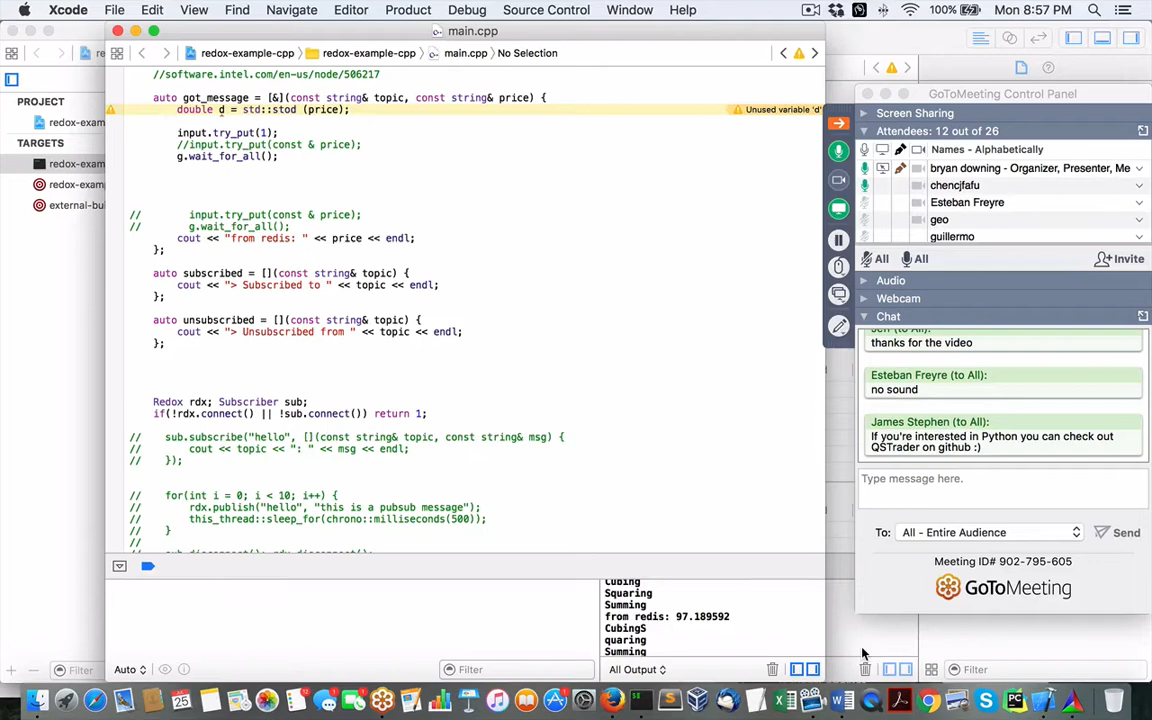 Xcode File Edit View Find Navigate Editor Product Debug Source Control Window Help 100% Mon 8:57 PM
main.cpp
redox-example-cpp redox-example-cpp main.cpp No Selection
PROJECT
redox-exam
TARGETS
redox-exam
redox-exa
external-bu
//software.intel.com/en-us/node/506217
auto got_message = [&](const string& topic, const string& price) {
double d = std::stod (price);
Unused variable 'd'
input.try_put(1);
//input.try_put(const & price);
g.wait_for_all();
// input.try_put(const & price);
// g.wait_for_all();
cout << "from redis: " << price << endl;
};
auto subscribed = [](const string& topic) {
cout << "> Subscribed to " << topic << endl;
};
auto unsubscribed = [](const string& topic) {
cout << "> Unsubscribed from " << topic << endl;
};
Redox rdx; Subscriber sub;
if(!rdx.connect() || !sub.connect()) return 1;
// sub.subscribe("hello", [](const string& topic, const string& msg) {
// cout << topic << ": " << msg << endl;
// });
// for(int i = 0; i < 10; i++) {
// rdx.publish("hello", "this is a pubsub message");
// this_thread::sleep_for(chrono::milliseconds(500));
// }
//
Cubing
Squaring
Summing
from redis: 97.189592
CubingS
quaring
Summing
Auto
Filter
All Output
Filter
Filter
GoToMeeting Control Panel
Screen Sharing
Attendees: 12 out of 26
Names - Alphabetically
bryan downing - Organizer, Presenter, Me
chencjfafu
Esteban Freyre
geo
guillermo
All All Invite
Audio
Webcam
Chat
Jeff (to All):
thanks for the video
Esteban Freyre (to All):
no sound
James Stephen (to All):
If you're interested in Python you can check out
QSTrader on github :)
Type message here.
To: All - Entire Audience Send
Meeting ID# 902-795-605
GoToMeeting